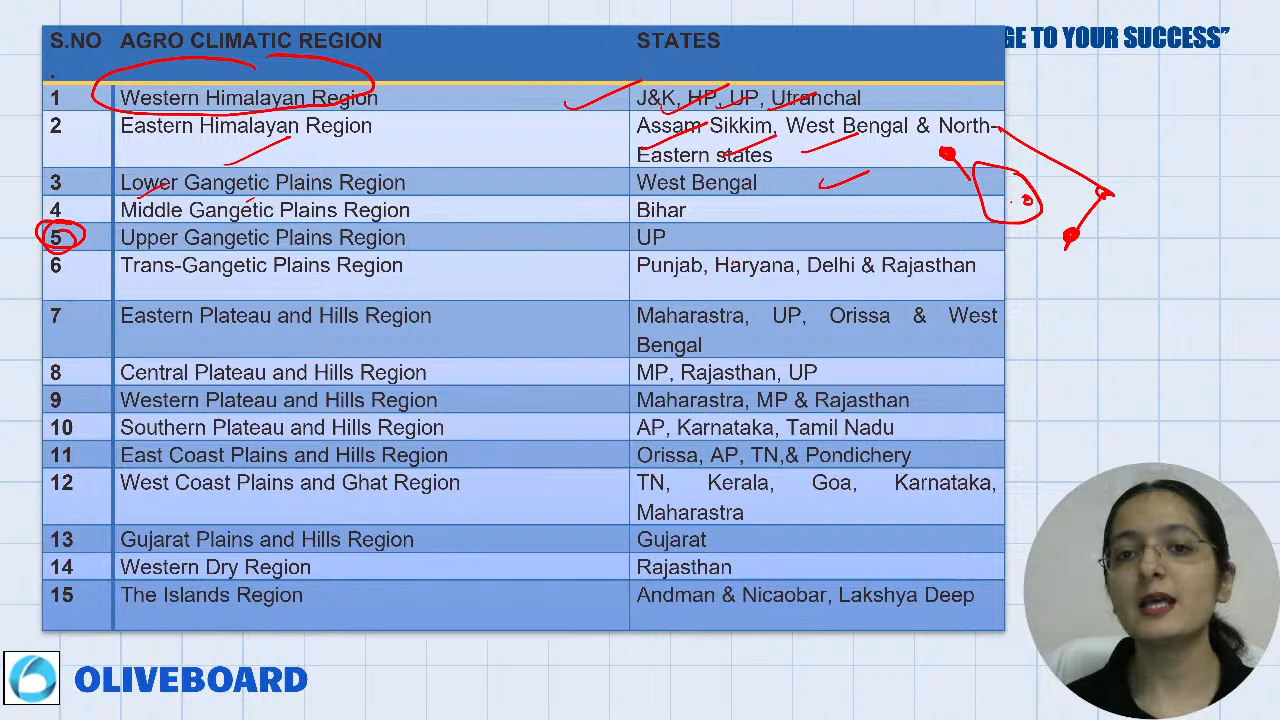 GE TO YOUR SUCCESS”
S.NO AGRO CLIMATIC REGION STATES
.
1 Western Himalayan Region J&K, HP, UP, Utranchal
2 Eastern Himalayan Region Assam Sikkim, West Bengal & North-
Eastern states
3 Lower Gangetic Plains Region West Bengal
4 Middle Gangetic Plains Region Bihar
5 Upper Gangetic Plains Region UP
6 Trans-Gangetic Plains Region Punjab, Haryana, Delhi & Rajasthan
7 Eastern Plateau and Hills Region Maharastra, UP, Orissa & West
Bengal
8 Central Plateau and Hills Region MP, Rajasthan, UP
9 Western Plateau and Hills Region Maharastra, MP & Rajasthan
10 Southern Plateau and Hills Region AP, Karnataka, Tamil Nadu
11 East Coast Plains and Hills Region Orissa, AP, TN,& Pondichery
12 West Coast Plains and Ghat Region TN, Kerala, Goa, Karnataka,
Maharastra
13 Gujarat Plains and Hills Region Gujarat
14 Western Dry Region Rajasthan
15 The Islands Region Andman & Nicaobar, Lakshya Deep
OLIVEBOARD